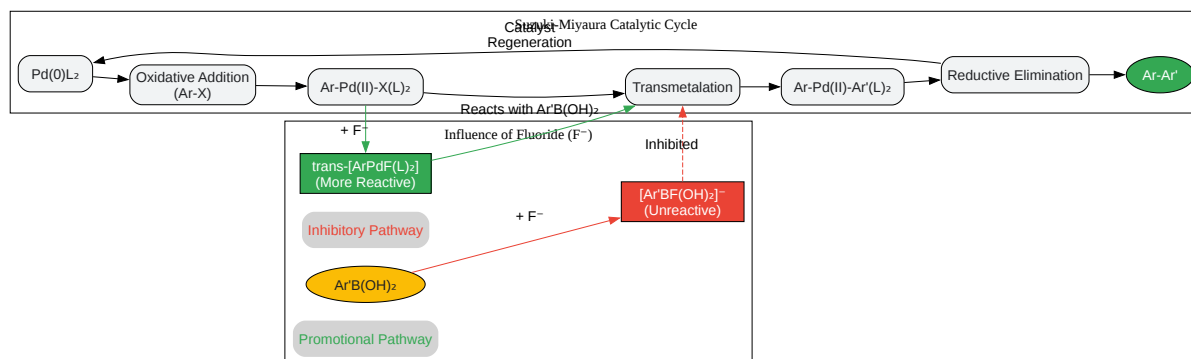 Suzuki-Miyaura Catalytic Cycle
Catalyst
Regeneration
Pd(0)L₂
Oxidative Addition
(Ar-X)
Ar-Pd(II)-X(L)₂
Transmetalation
Ar-Pd(II)-Ar'(L)₂
Reductive Elimination
Ar-Ar'
Reacts with Ar'B(OH)₂
+ F⁻
Influence of Fluoride (F⁻)
Inhibited
trans-[ArPdF(L)₂]
(More Reactive)
[Ar'BF(OH)₂]⁻
(Unreactive)
+ F⁻
Inhibitory Pathway
Ar'B(OH)₂
Promotional Pathway